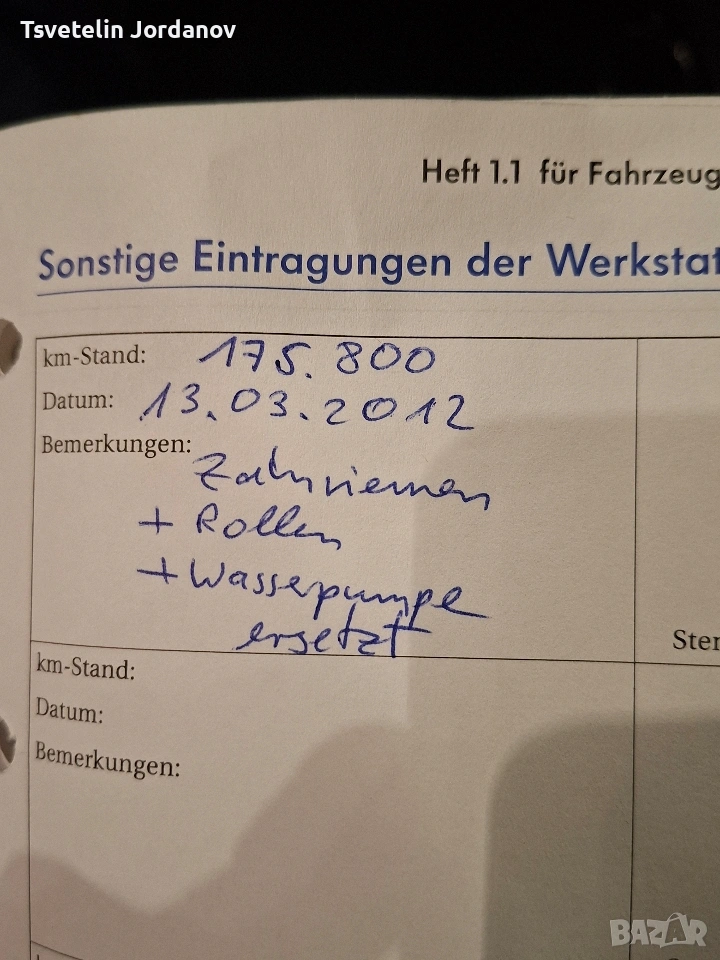 Tsvetelin Jordanov
Heft 1.1 für Fahrzeug
Sonstige Eintragungen der Werkstat
km-Stand: 175.800
Datum: 13.03.2012
Bemerkungen:
Zahnriemen
+ Rollen
+ Wasserpumpe
ersetzt
Ster
km-Stand:
Datum:
Bemerkungen:
BAZAR